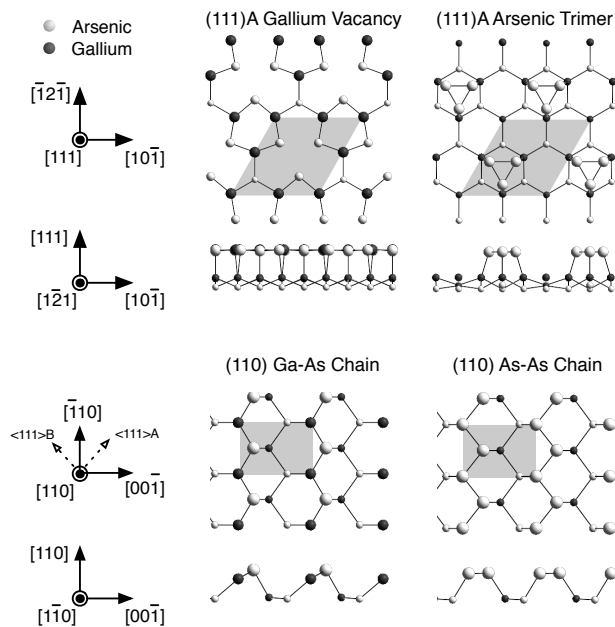 (111)A Gallium Vacancy
(111)A Arsenic Trimer
Arsenic
Gallium
[1̅21̅]
[111]
[101̅]
[111]
[12̅1]
[101̅]
(110) Ga-As Chain
(110) As-As Chain
[1̅10]
<111>B
<111>A
[110]
[001̅]
[110]
[11̅0]
[001̅]